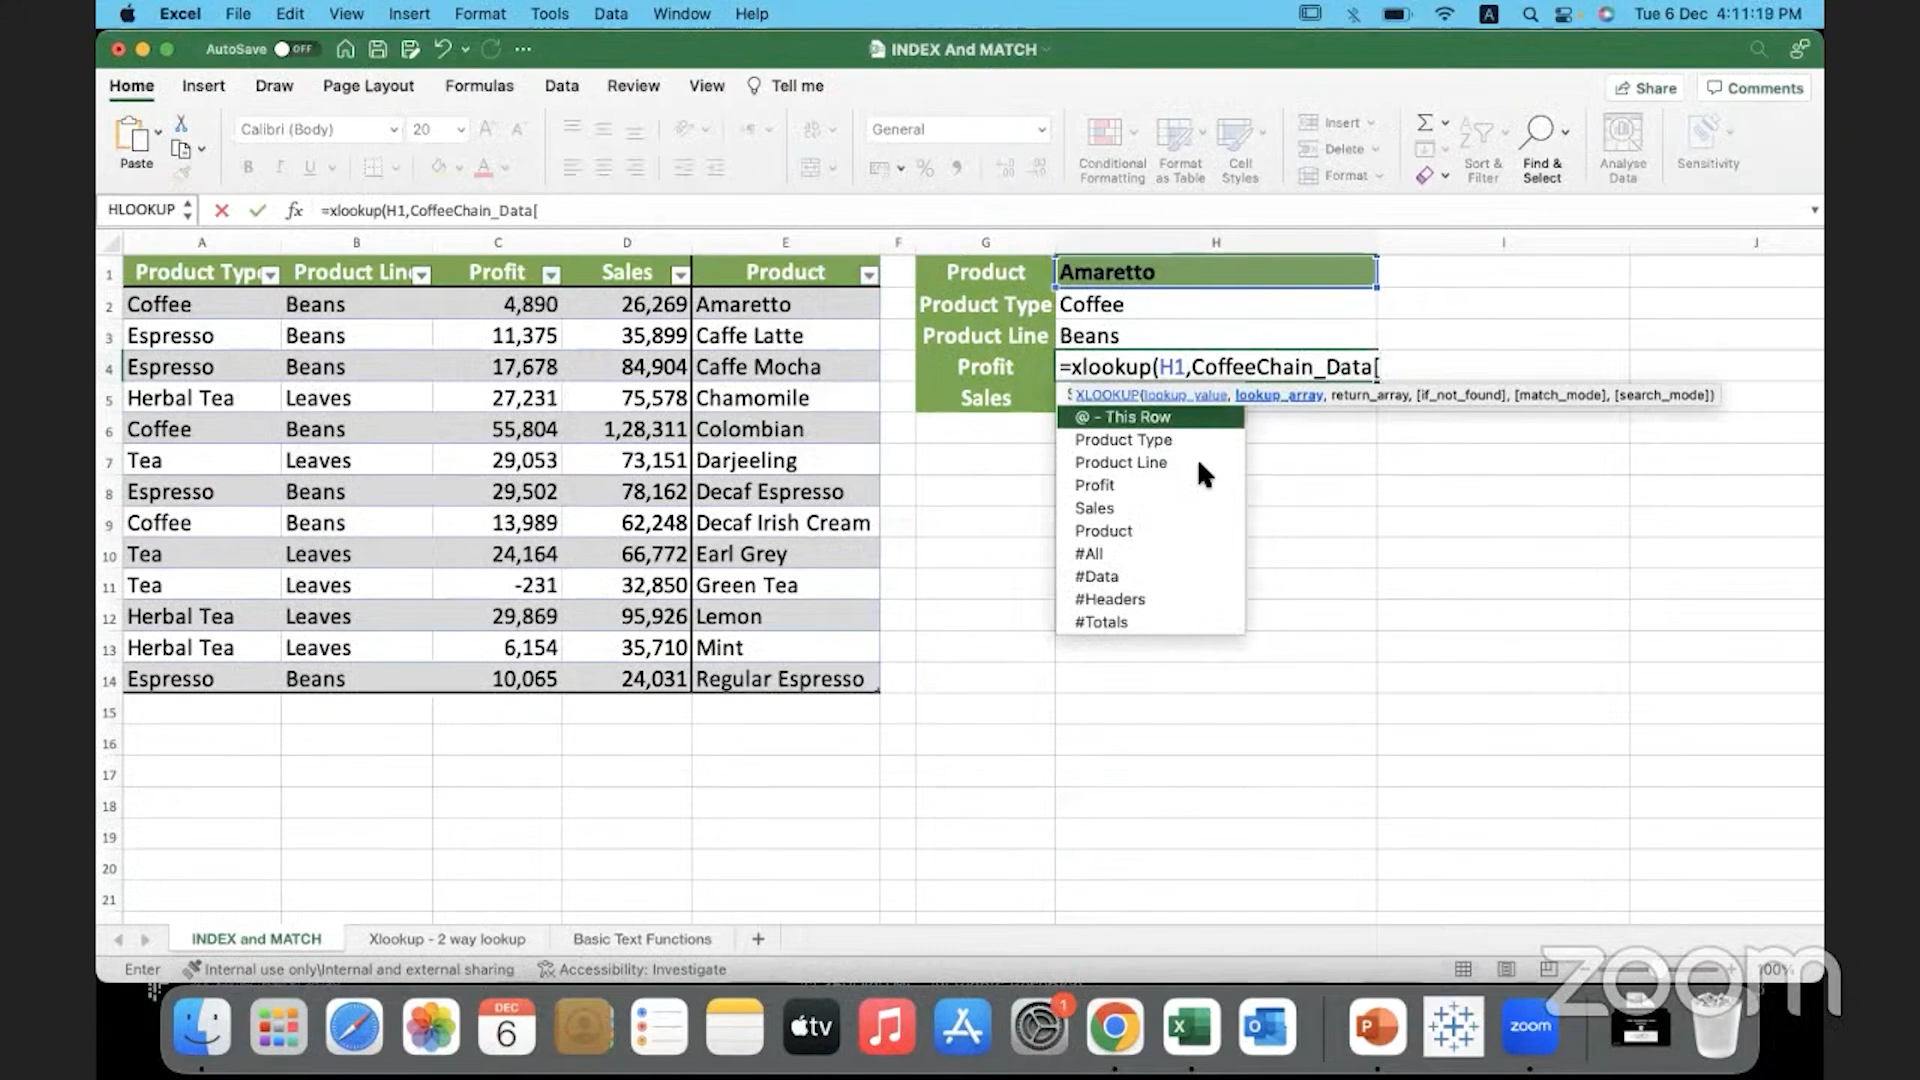 Excel File Edit View Insert Format Tools Data Window Help A Tue 6 Dec 4:11:19 PM
AutoSave OFF INDEX And MATCH
Home Insert Draw Page Layout Formulas Data Review View Tell me Share Comments
Paste Calibri (Body) 20 A A General Conditional Formatting Format as Table Cell Styles Insert Delete Format Sort & Filter Find & Select Analyse Data Sensitivity
B I U A %
HLOOKUP fx =xlookup(H1,CoffeeChain_Data[
A B C D E F G H I J
1 Product Type Product Line Profit Sales Product Product Amaretto
2 Coffee Beans 4,890 26,269 Amaretto Product Type Coffee
3 Espresso Beans 11,375 35,899 Caffe Latte Product Line Beans
4 Espresso Beans 17,678 84,904 Caffe Mocha Profit =xlookup(H1,CoffeeChain_Data[
5 Herbal Tea Leaves 27,231 75,578 Chamomile Sales
XLOOKUP(lookup_value, lookup_array, return_array, [if_not_found], [match_mode], [search_mode])
@ - This Row
Product Type
Product Line
Profit
Sales
Product
#All
#Data
#Headers
#Totals
6 Coffee Beans 55,804 1,28,311 Colombian
7 Tea Leaves 29,053 73,151 Darjeeling
8 Espresso Beans 29,502 78,162 Decaf Espresso
9 Coffee Beans 13,989 62,248 Decaf Irish Cream
10 Tea Leaves 24,164 66,772 Earl Grey
11 Tea Leaves -231 32,850 Green Tea
12 Herbal Tea Leaves 29,869 95,926 Lemon
13 Herbal Tea Leaves 6,154 35,710 Mint
14 Espresso Beans 10,065 24,031 Regular Espresso
15
16
17
18
19
20
21
INDEX and MATCH Xlookup - 2 way lookup Basic Text Functions +
Enter Internal use only\Internal and external sharing Accessibility: Investigate 100%
zoom
DEC 6 tv 1 X O P zoom